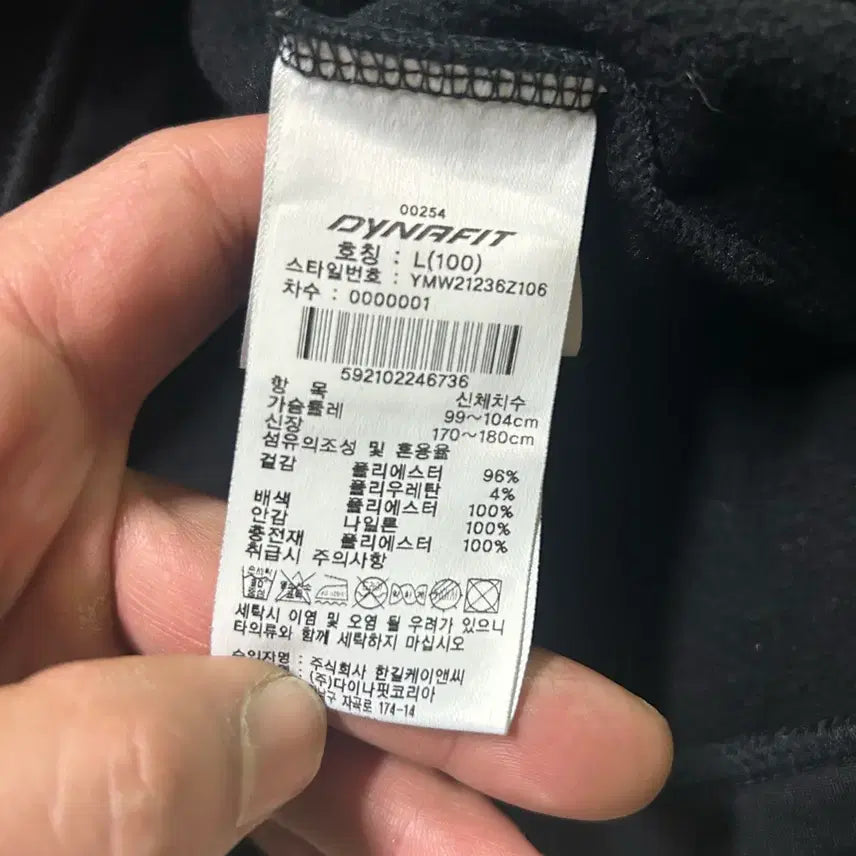 00254
DYNAFIT
호칭 : L(100)
스타일번호 : YMW21236Z106
차수 : 0000001
592102246736
항 목 신체치수
가슴둘레 99~104cm
신장 170~180cm
섬유의조성 및 혼용율
겉감 폴리에스터 96%
폴리우레탄 4%
배색 폴리에스터 100%
안감 나일론 100%
충전재 폴리에스터 100%
취급시 주의사항
세탁시 이염 및 오염 될 우려가 있으니
타의류와 함께 세탁하지 마십시오
수입자명 : 주식회사 한길케이앤씨
: (주)다이나핏코리아
자곡로 174-14